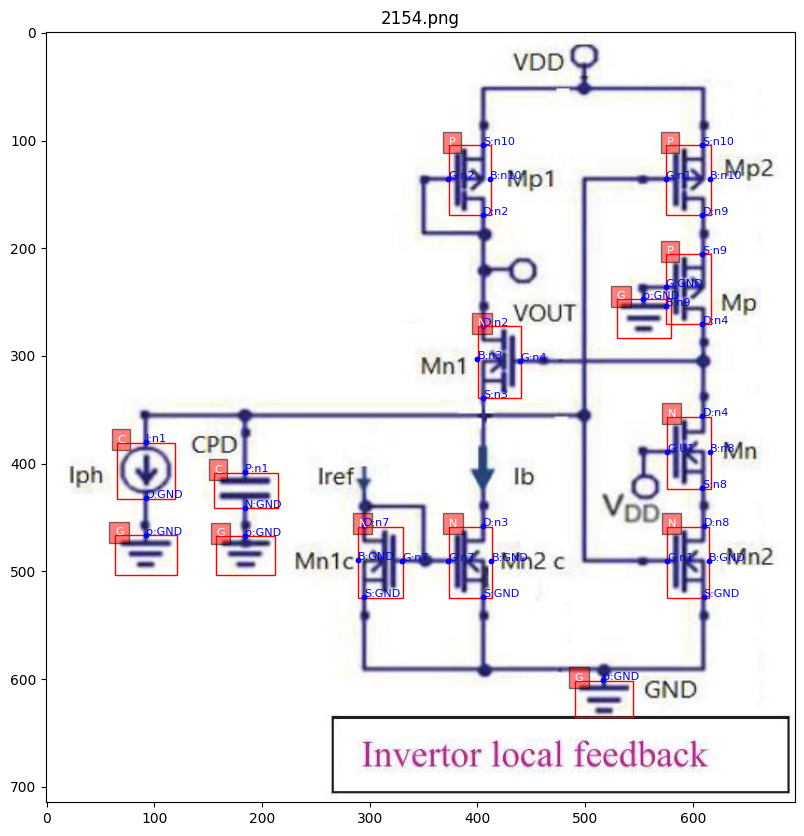 2154.png
0
VDD
100
P S:n10 P S:n10
G:n2 B:n10 Mp1 G:n1 B:n10 Mp2
D:n2 D:n9
200
P S:n9
G:GND
G p:GND B:n9 Mp
D:n4
VOUT
300
D:n2
Mn1 B:n3 G:n4
S:n3
D:n4
400
C I:n1 CPD N
Iph C P:n1 Iref Ib G:U1 B:n8 Mn
S:n8
O:GND N:GND VDD
G p:GND G p:GND N D:n7 N D:n3 N D:n8
500
Mn1c B:GND G:n7 G:n7 B:GND Mn2 c G:n1 B:GND Mn2
S:GND S:GND S:GND
600
G p:GND GND
Invertor local feedback
700
0 100 200 300 400 500 600